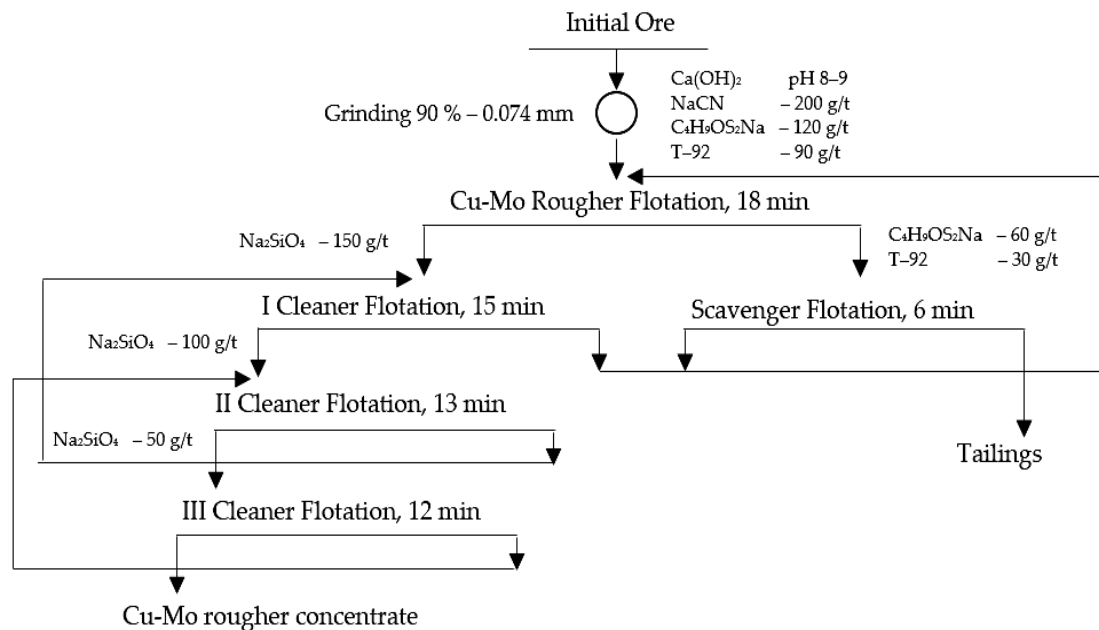 Initial Ore
Ca(OH)₂ pH 8–9
NaCN – 200 g/t
Grinding 90 % – 0.074 mm
C₄H₉OS₂Na – 120 g/t
T–92 – 90 g/t
Cu-Mo Rougher Flotation, 18 min
Na₂SiO₄ – 150 g/t
C₄H₉OS₂Na – 60 g/t
T–92 – 30 g/t
I Cleaner Flotation, 15 min
Scavenger Flotation, 6 min
Na₂SiO₄ – 100 g/t
II Cleaner Flotation, 13 min
Na₂SiO₄ – 50 g/t
Tailings
III Cleaner Flotation, 12 min
Cu-Mo rougher concentrate